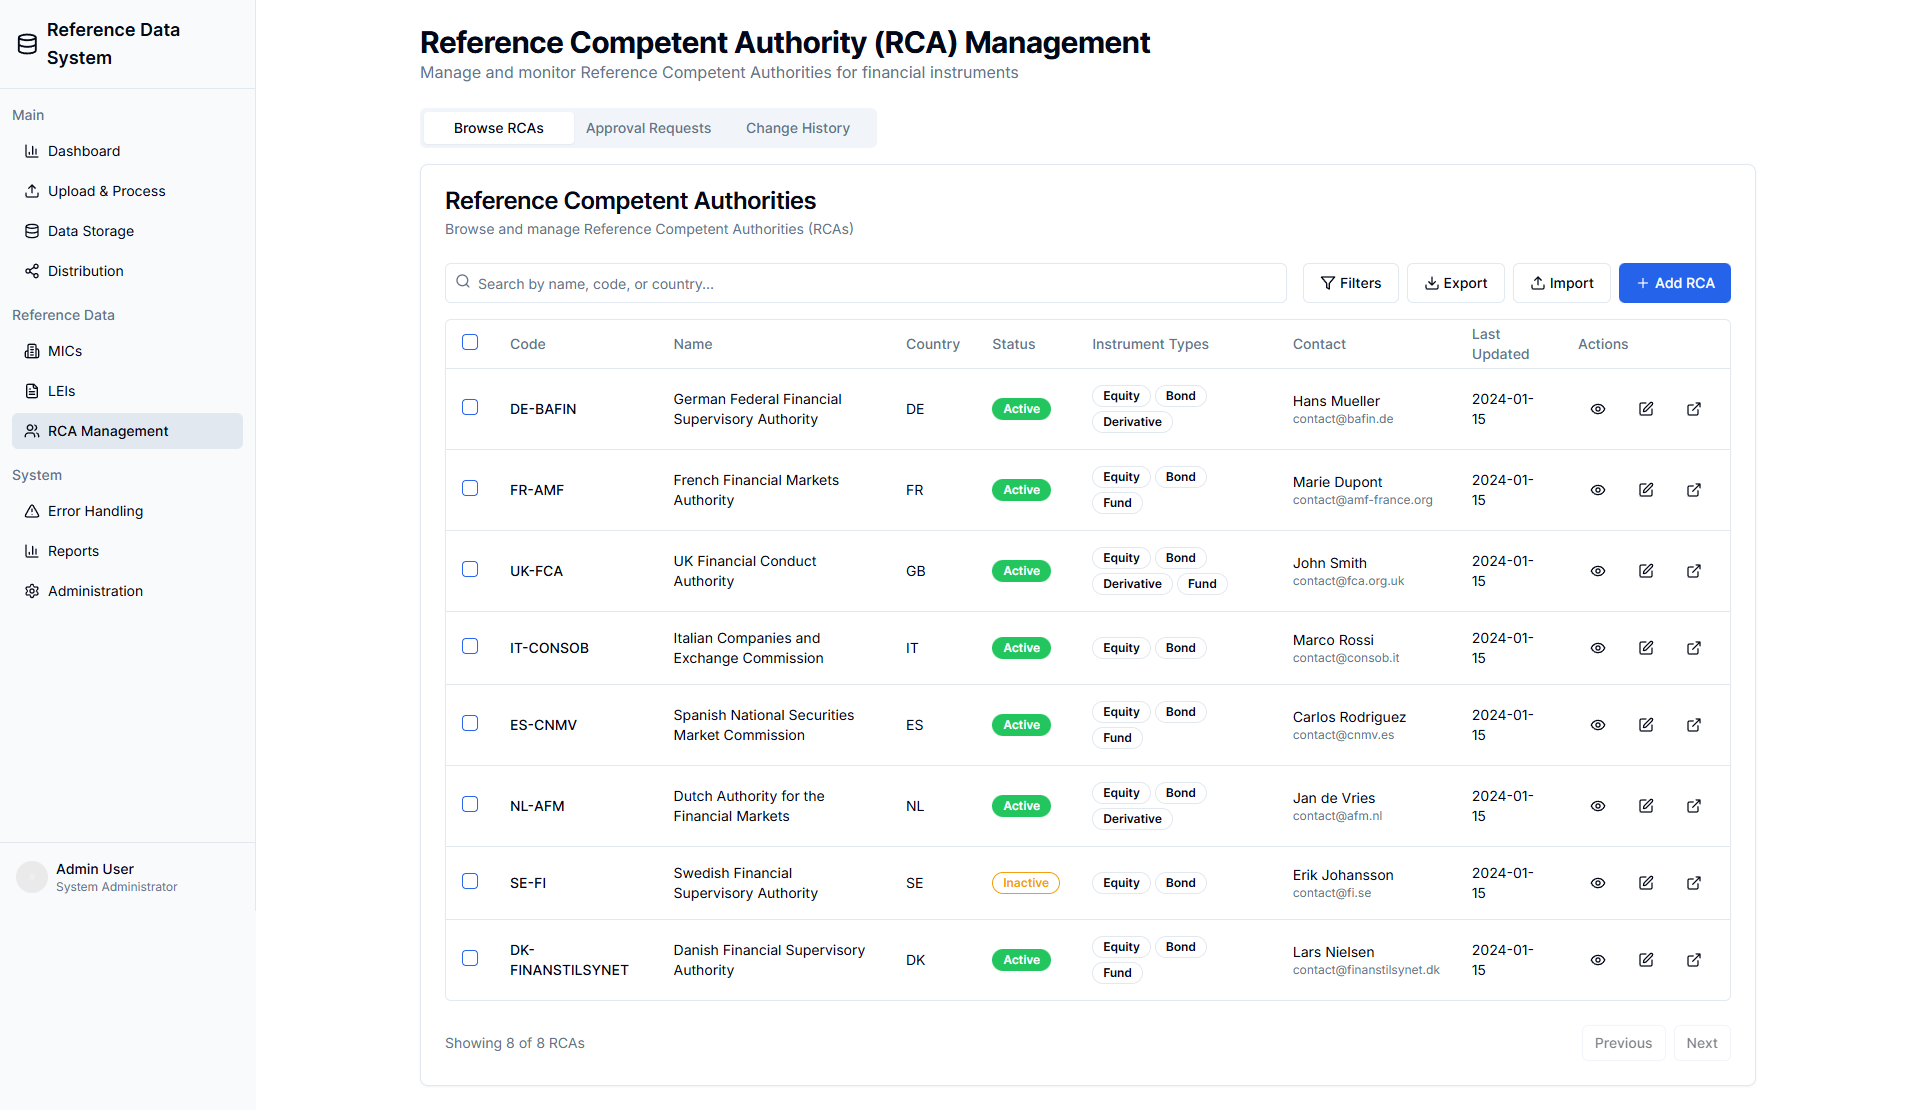 Reference Data
System
Main
Dashboard
Upload & Process
Data Storage
Distribution
Reference Data
MICs
LEIs
RCA Management
System
Error Handling
Reports
Administration
Admin User
System Administrator
Reference Competent Authority (RCA) Management
Manage and monitor Reference Competent Authorities for financial instruments
Browse RCAs Approval Requests Change History
Reference Competent Authorities
Browse and manage Reference Competent Authorities (RCAs)
Search by name, code, or country... Filters Export Import Add RCA
Code Name Country Status Instrument Types Contact Last
Updated Actions
DE-BAFIN German Federal Financial
Supervisory Authority DE Active Equity Bond
Derivative Hans Mueller
contact@bafin.de 2024-01-
15
FR-AMF French Financial Markets
Authority FR Active Equity Bond
Fund Marie Dupont
contact@amf-france.org 2024-01-
15
UK-FCA UK Financial Conduct
Authority GB Active Equity Bond
Derivative Fund John Smith
contact@fca.org.uk 2024-01-
15
IT-CONSOB Italian Companies and
Exchange Commission IT Active Equity Bond Marco Rossi
contact@consob.it 2024-01-
15
ES-CNMV Spanish National Securities
Market Commission ES Active Equity Bond
Fund Carlos Rodriguez
contact@cnmv.es 2024-01-
15
NL-AFM Dutch Authority for the
Financial Markets NL Active Equity Bond
Derivative Jan de Vries
contact@afm.nl 2024-01-
15
SE-FI Swedish Financial
Supervisory Authority SE Inactive Equity Bond Erik Johansson
contact@fi.se 2024-01-
15
DK-
FINANSTILSYNET Danish Financial Supervisory
Authority DK Active Equity Bond
Fund Lars Nielsen
contact@finanstilsynet.dk 2024-01-
15
Showing 8 of 8 RCAs Previous Next